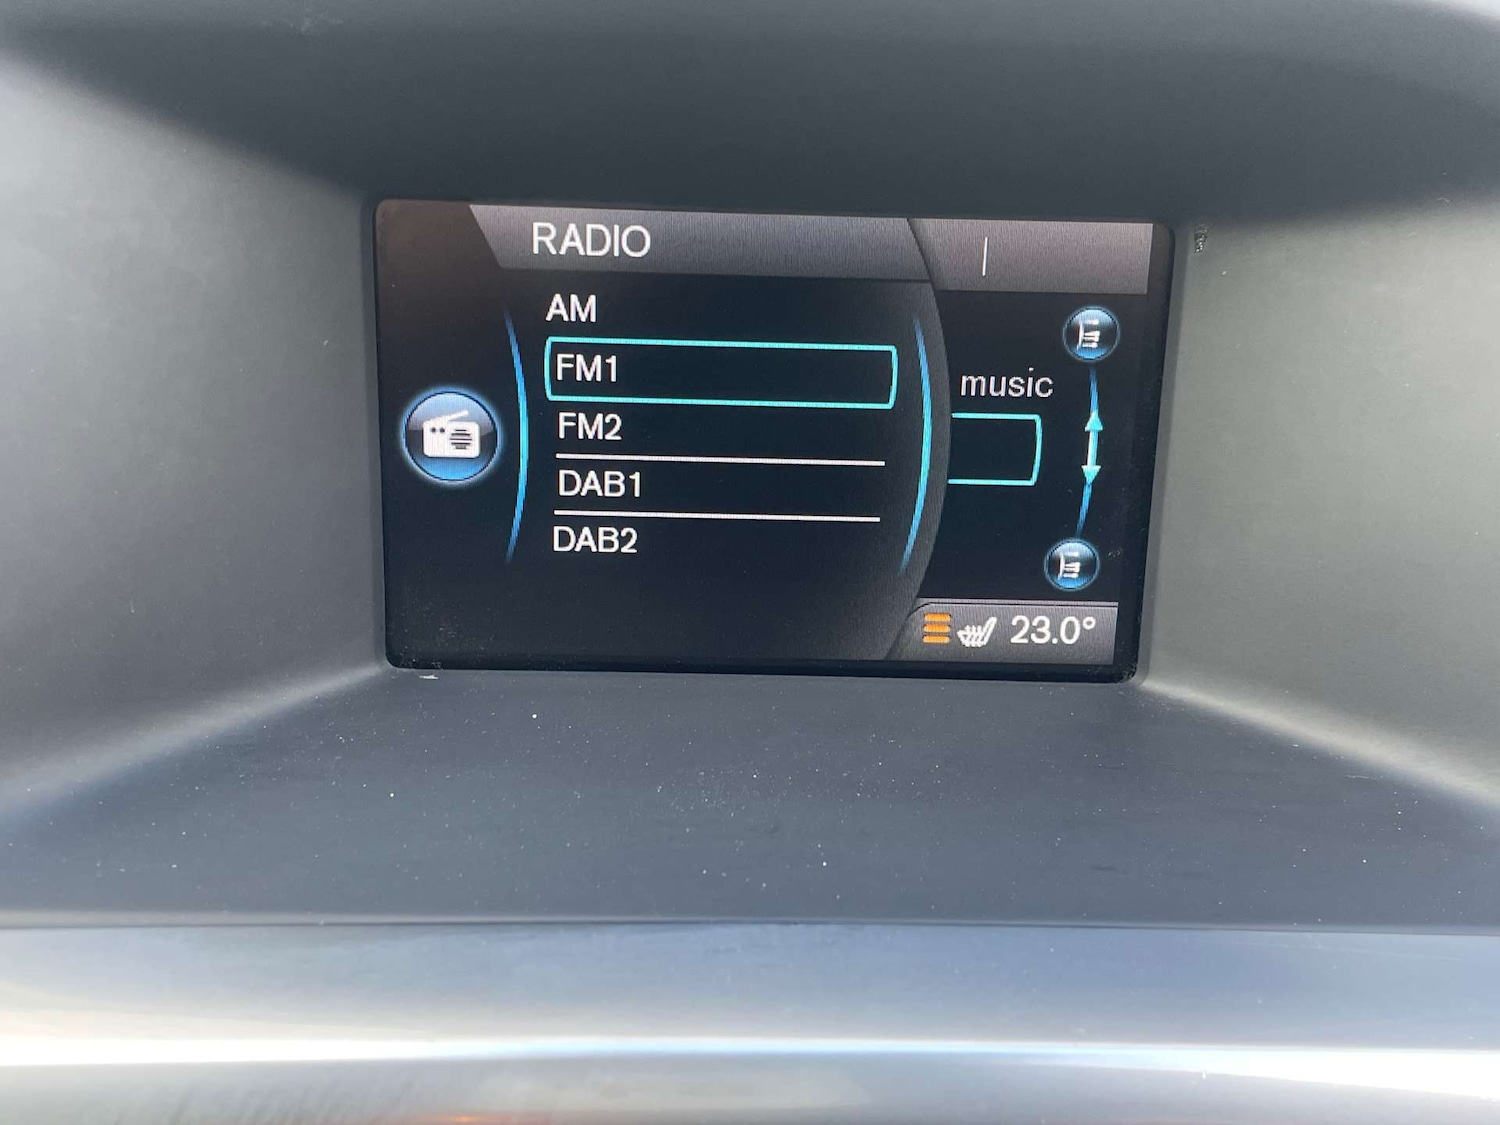 RADIO
AM
FM1
music
FM2
DAB1
DAB2
23.0°